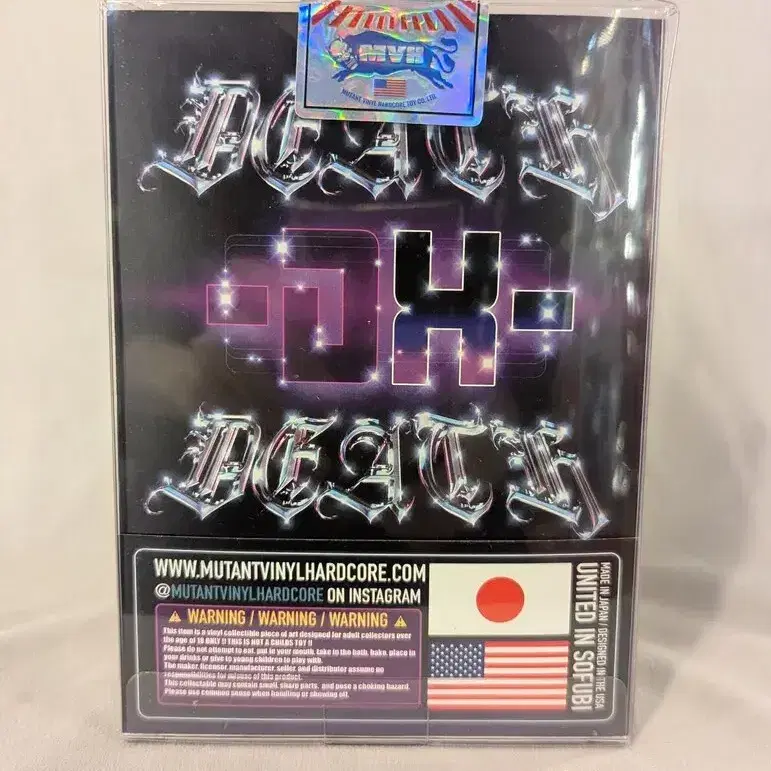 MVH
MUTANT VINYL HARDCORE TOY CO. LTD.
DEATH
DX
DEATH
WWW.MUTANTVINYLHARDCORE.COM
@MUTANTVINYLHARDCORE ON INSTAGRAM
WARNING / WARNING / WARNING
This item is a vinyl collectible piece of art designed for adult collectors over
the age of 18 ONLY !! THIS IS NOT A CHILDS TOY !!
Please do not attempt to eat, put in your mouth, take in the bath, bake, place in
your drinks or give to young children to play with.
The maker, licensor, manufacturer, seller and distributor assume no
responsibilities for misuse of this product.
This collectable may contain small, sharp parts, and pose a choking hazard.
Please use common sense when handling or showing off.
MADE IN JAPAN / DESIGNED IN THE USA
UNITED IN SOFUBI